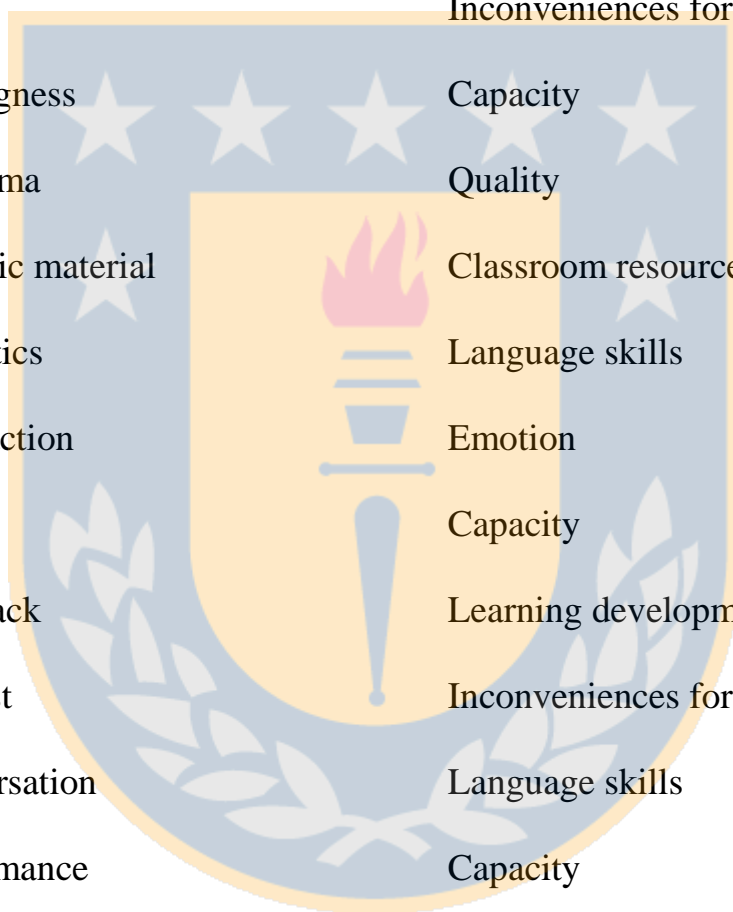 Inconveniences for
gness Capacity
ma Quality
ic material Classroom resource
tics Language skills
ction Emotion
Capacity
ack Learning developm
t Inconveniences for
rsation Language skills
mance Capacity